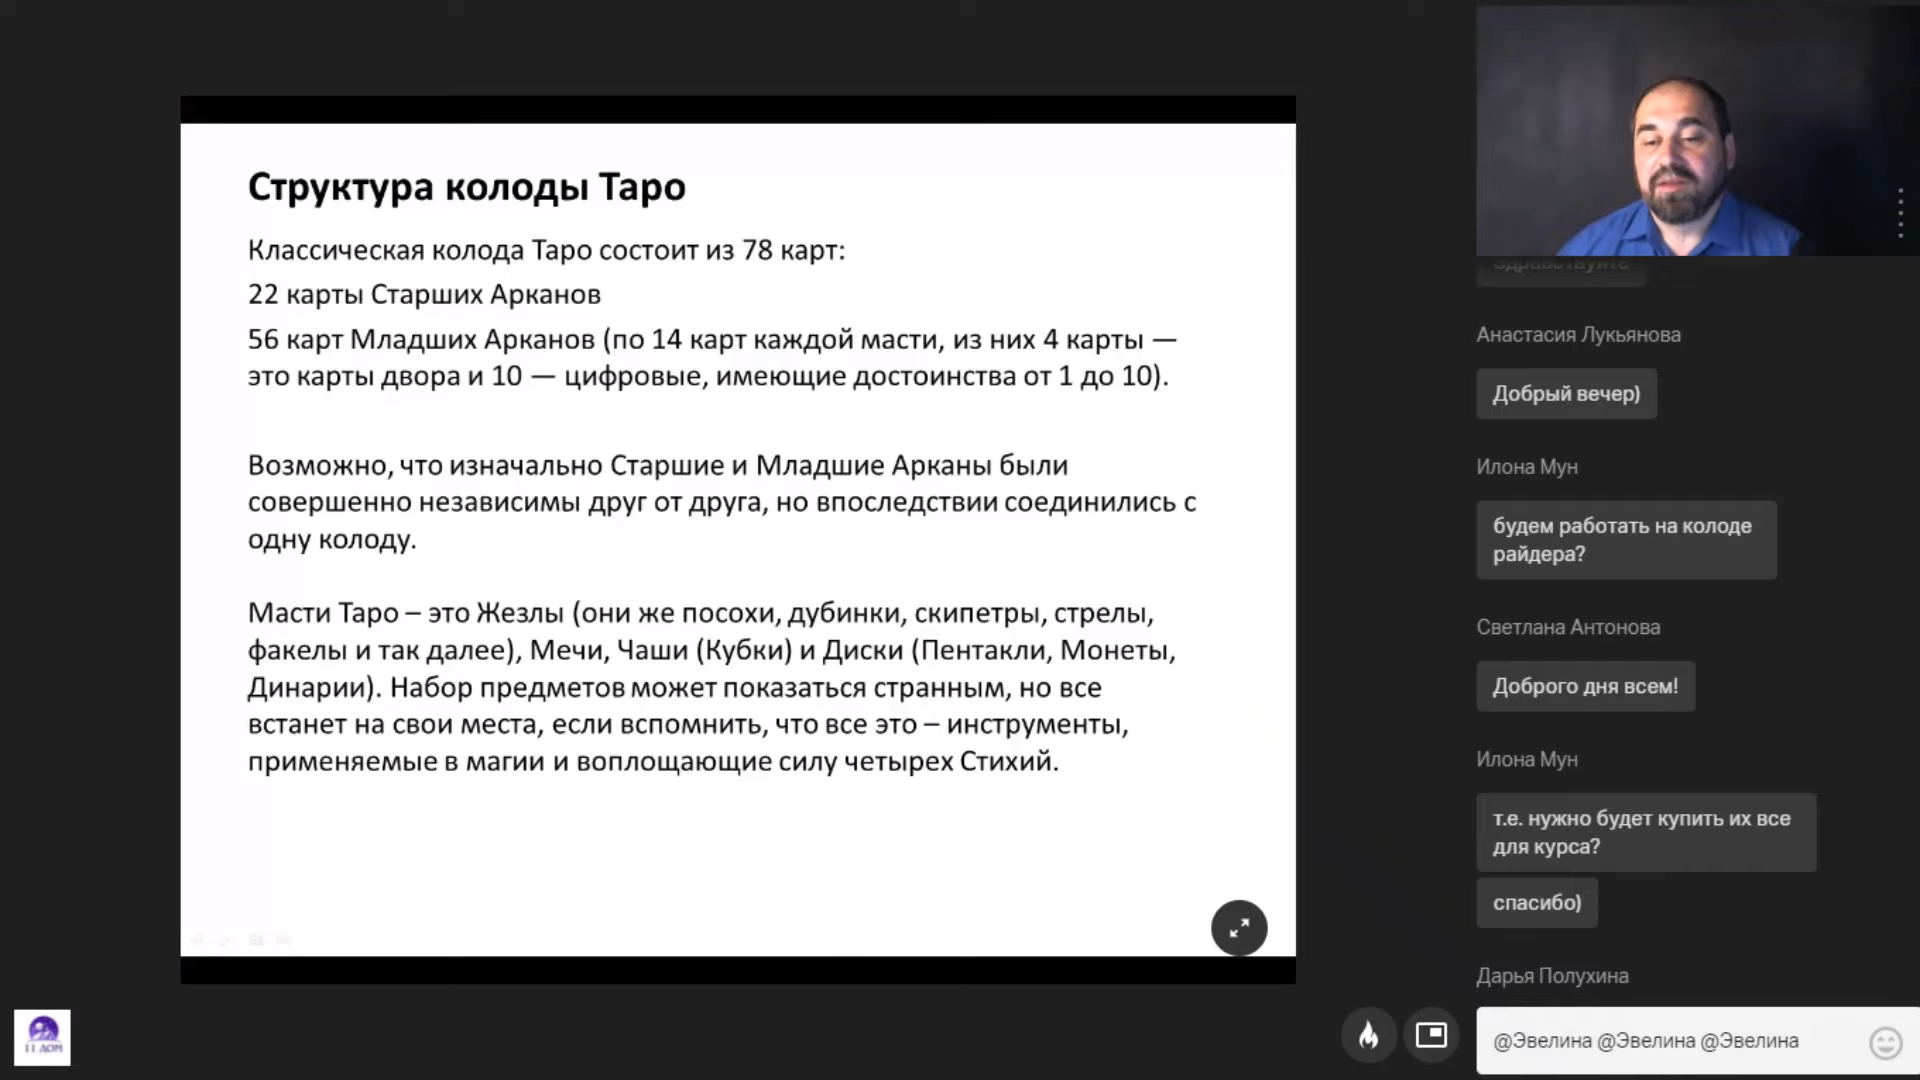 Структура колоды Таро
Классическая колода Таро состоит из 78 карт:
22 карты Старших Арканов
56 карт Младших Арканов (по 14 карт каждой масти, из них 4 карты —
это карты двора и 10 — цифровые, имеющие достоинства от 1 до 10).
Возможно, что изначально Старшие и Младшие Арканы были
совершенно независимы друг от друга, но впоследствии соединились с
одну колоду.
Масти Таро – это Жезлы (они же посохи, дубинки, скипетры, стрелы,
факелы и так далее), Мечи, Чаши (Кубки) и Диски (Пентакли, Монеты,
Динарии). Набор предметов может показаться странным, но все
встанет на свои места, если вспомнить, что все это – инструменты,
применяемые в магии и воплощающие силу четырех Стихий.
Здравствуйте
Анастасия Лукьянова
Добрый вечер)
Илона Мун
будем работать на колоде
райдера?
Светлана Антонова
Доброго дня всем!
Илона Мун
т.е. нужно будет купить их все
для курса?
спасибо)
Дарья Полухина
@Эвелина @Эвелина @Эвелина
11 ДОМ